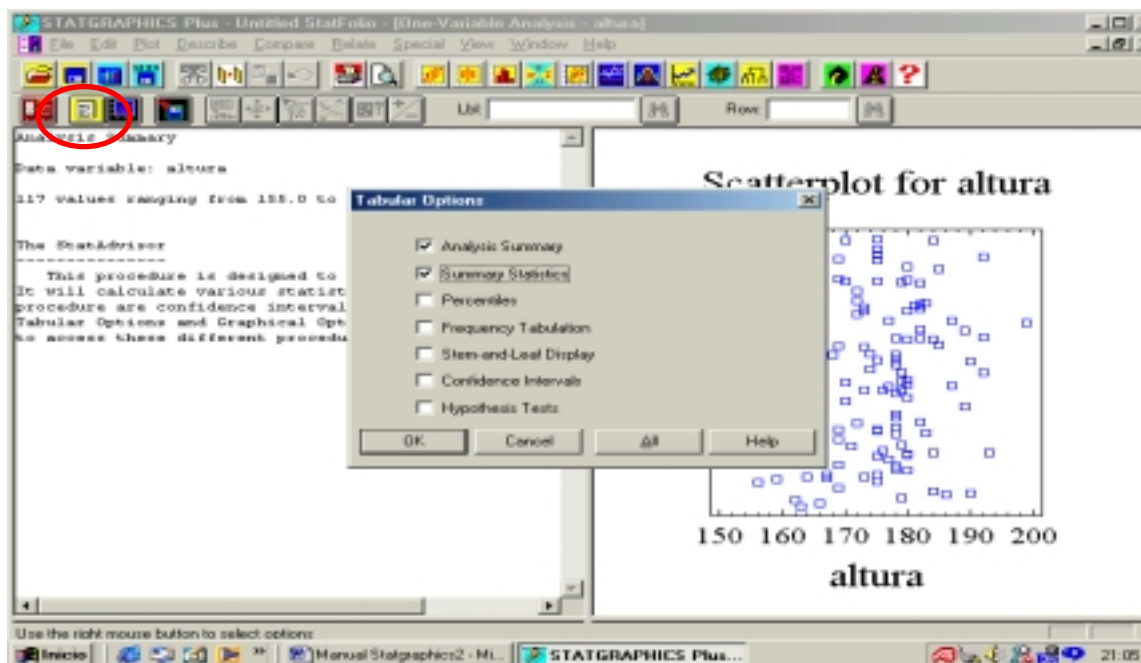 STATGRAPHICS Plus - Untitled StatFolio - [One-Variable Analysis - altura]
File Edit Plot Describe Compare Relate Special View Window Help
Lbl: Row:
Analysis Summary
Data variable: altura
117 values ranging from 155.0 to
The StatAdvisor
---------------
This procedure is designed to
It will calculate various statist
procedure are confidence interval
Tabular Options and Graphical Opt
to access these different procedu
Tabular Options
Analysis Summary
Summary Statistics
Percentiles
Frequency Tabulation
Stem-and-Leaf Display
Confidence Intervals
Hypothesis Tests
OK Cancel All Help
Scatterplot for altura
150 160 170 180 190 200
altura
Use the right mouse button to select options
Inicio Manual Statgraphics2 - Mi... STATGRAPHICS Plus... 21:05